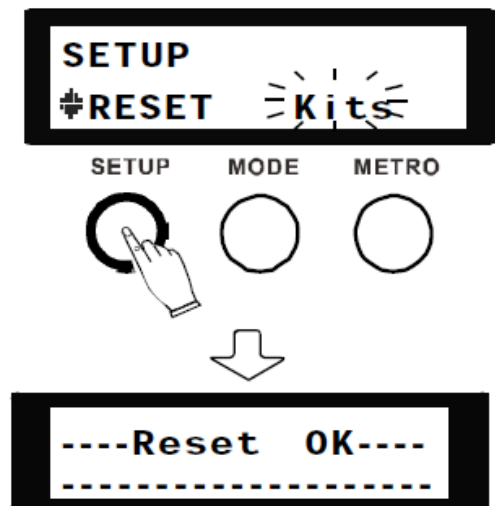 SETUP
RESET Kits
SETUP MODE METRO
----Reset OK----
--------------------